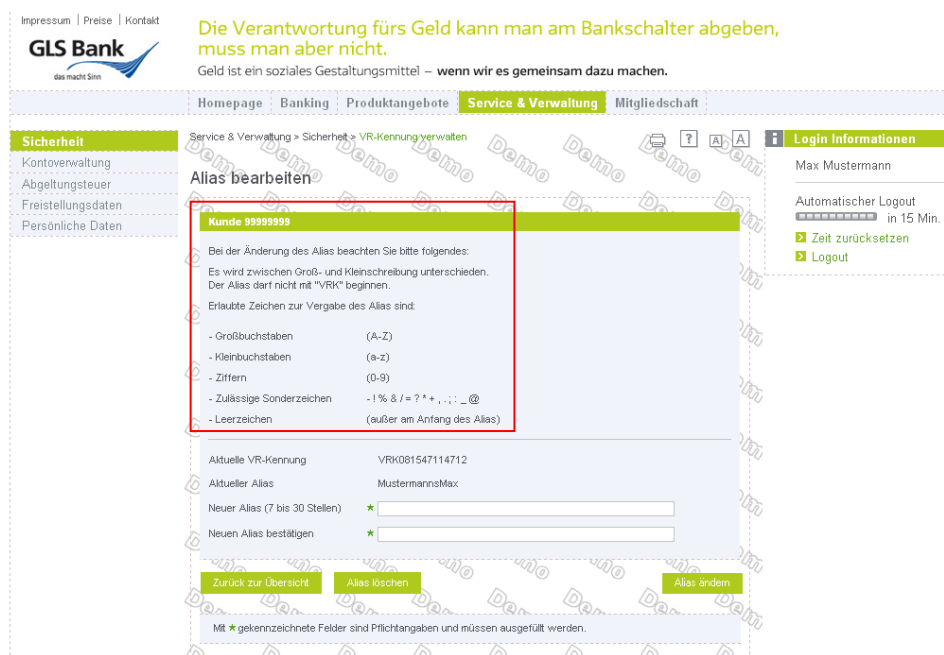 Impressum | Preise | Kontakt
GLS Bank
das macht Sinn
Die Verantwortung fürs Geld kann man am Bankschalter abgeben,
muss man aber nicht.
Geld ist ein soziales Gestaltungsmittel – wenn wir es gemeinsam dazu machen.
Homepage Banking Produktangebote Service & Verwaltung Mitgliedschaft
Sicherheit
Kontoverwaltung
Abgeltungsteuer
Freistellungsdaten
Persönliche Daten
Service & Verwaltung > Sicherheit > VR-Kennung verwalten
? A A
Alias bearbeiten
Kunde 99999999
Bei der Änderung des Alias beachten Sie bitte folgendes:
Es wird zwischen Groß- und Kleinschreibung unterschieden.
Der Alias darf nicht mit "VRK" beginnen.
Erlaubte Zeichen zur Vergabe des Alias sind:
- Großbuchstaben (A-Z)
- Kleinbuchstaben (a-z)
- Ziffern (0-9)
- Zulässige Sonderzeichen - ! % & / = ? * + , . ; : _ @
- Leerzeichen (außer am Anfang des Alias)
Aktuelle VR-Kennung VRK081547114712
Aktueller Alias MustermannsMax
Neuer Alias (7 bis 30 Stellen) *
Neuen Alias bestätigen *
Zurück zur Übersicht Alias löschen Alias ändern
Mit * gekennzeichnete Felder sind Pflichtangaben und müssen ausgefüllt werden.
i Login Informationen
Max Mustermann
Automatischer Logout
in 15 Min.
Zeit zurücksetzen
Logout
Demo